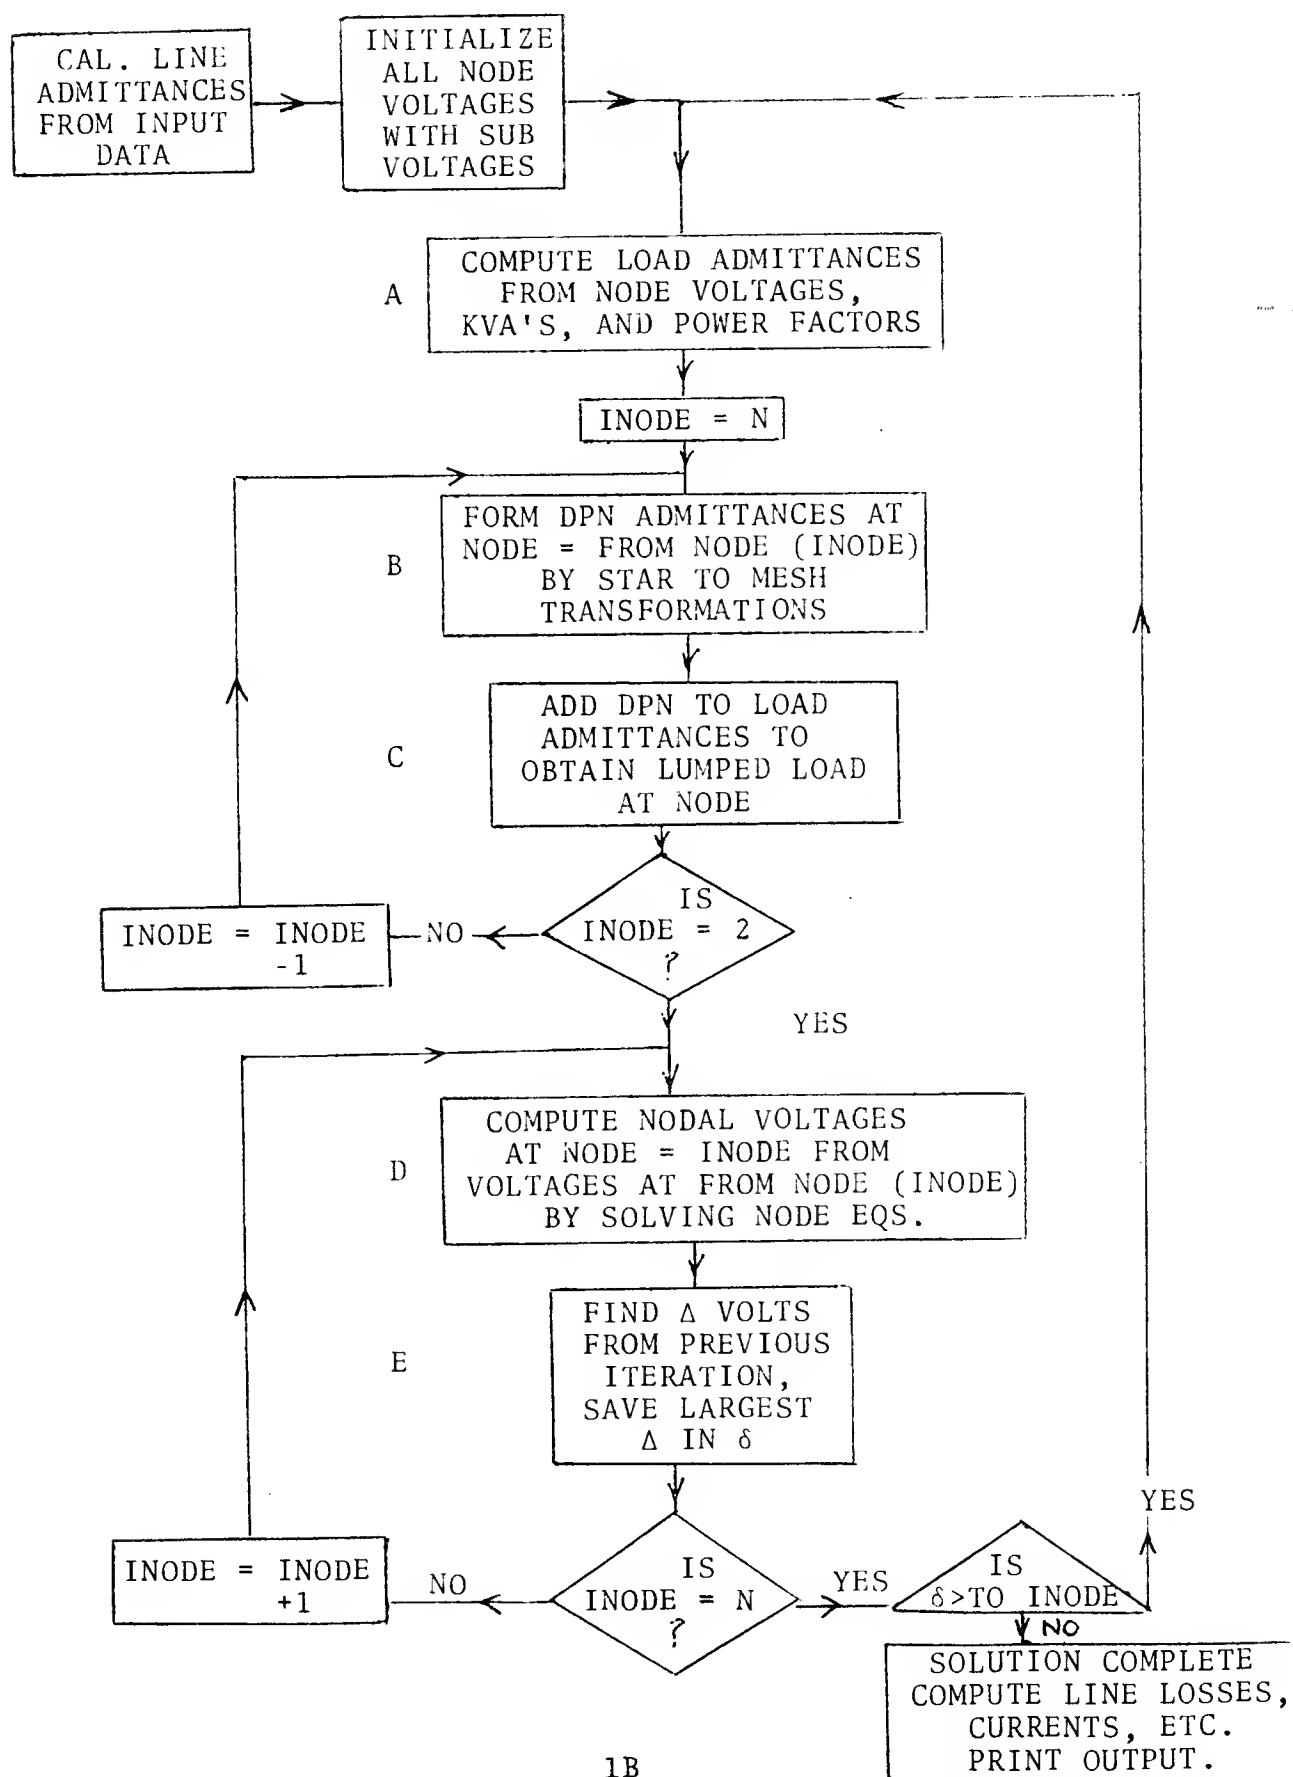 CAL. LINE
ADMITTANCES
FROM INPUT
DATA
INITIALIZE
ALL NODE
VOLTAGES
WITH SUB
VOLTAGES
A
COMPUTE LOAD ADMITTANCES
FROM NODE VOLTAGES,
KVA'S, AND POWER FACTORS
INODE = N
B
FORM DPN ADMITTANCES AT
NODE = FROM NODE (INODE)
BY STAR TO MESH
TRANSFORMATIONS
C
ADD DPN TO LOAD
ADMITTANCES TO
OBTAIN LUMPED LOAD
AT NODE
IS
INODE = 2
?
NO
INODE = INODE
-1
YES
D
COMPUTE NODAL VOLTAGES
AT NODE = INODE FROM
VOLTAGES AT FROM NODE (INODE)
BY SOLVING NODE EQS.
E
FIND Δ VOLTS
FROM PREVIOUS
ITERATION,
SAVE LARGEST
Δ IN δ
IS
INODE = N
?
NO
INODE = INODE
+1
YES
IS
δ>TO INODE
YES
NO
SOLUTION COMPLETE
COMPUTE LINE LOSSES,
CURRENTS, ETC.
PRINT OUTPUT.
1B